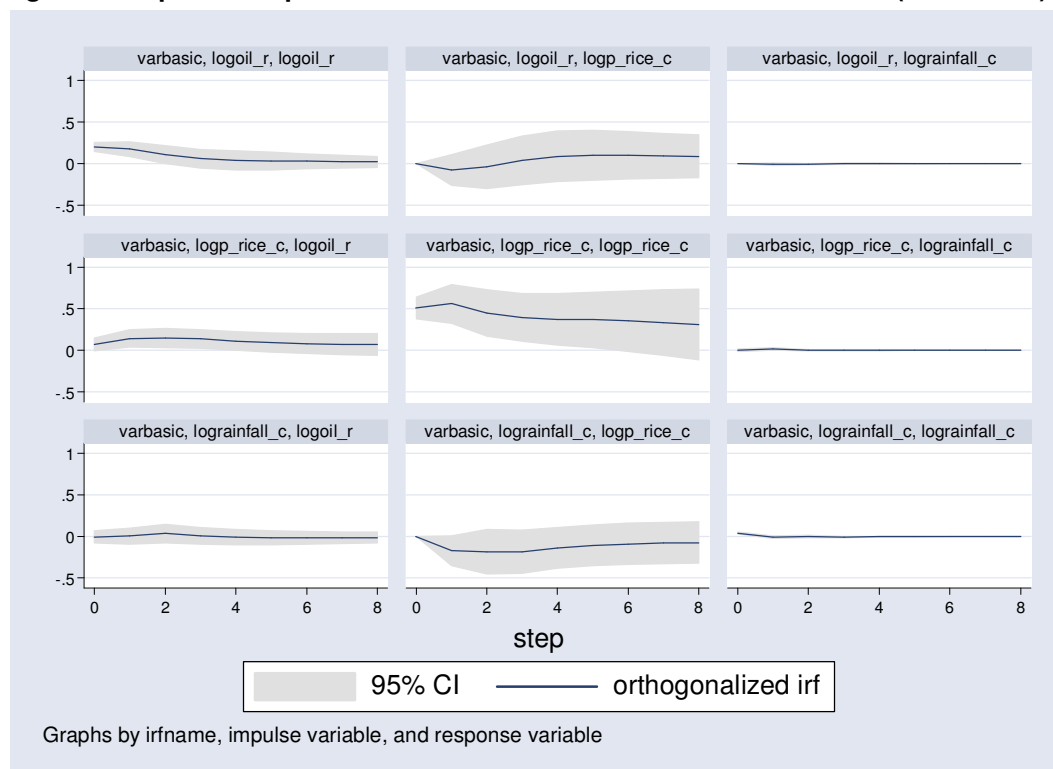 varbasic, logoil_r, logoil_r
varbasic, logoil_r, logp_rice_c
varbasic, logoil_r, lograinfall_c
1
.5
0
-.5
varbasic, logp_rice_c, logoil_r
varbasic, logp_rice_c, logp_rice_c
varbasic, logp_rice_c, lograinfall_c
1
.5
0
-.5
varbasic, lograinfall_c, logoil_r
varbasic, lograinfall_c, logp_rice_c
varbasic, lograinfall_c, lograinfall_c
1
.5
0
-.5
0 2 4 6 8
0 2 4 6 8
0 2 4 6 8
step
95% CI
orthogonalized irf
Graphs by irfname, impulse variable, and response variable